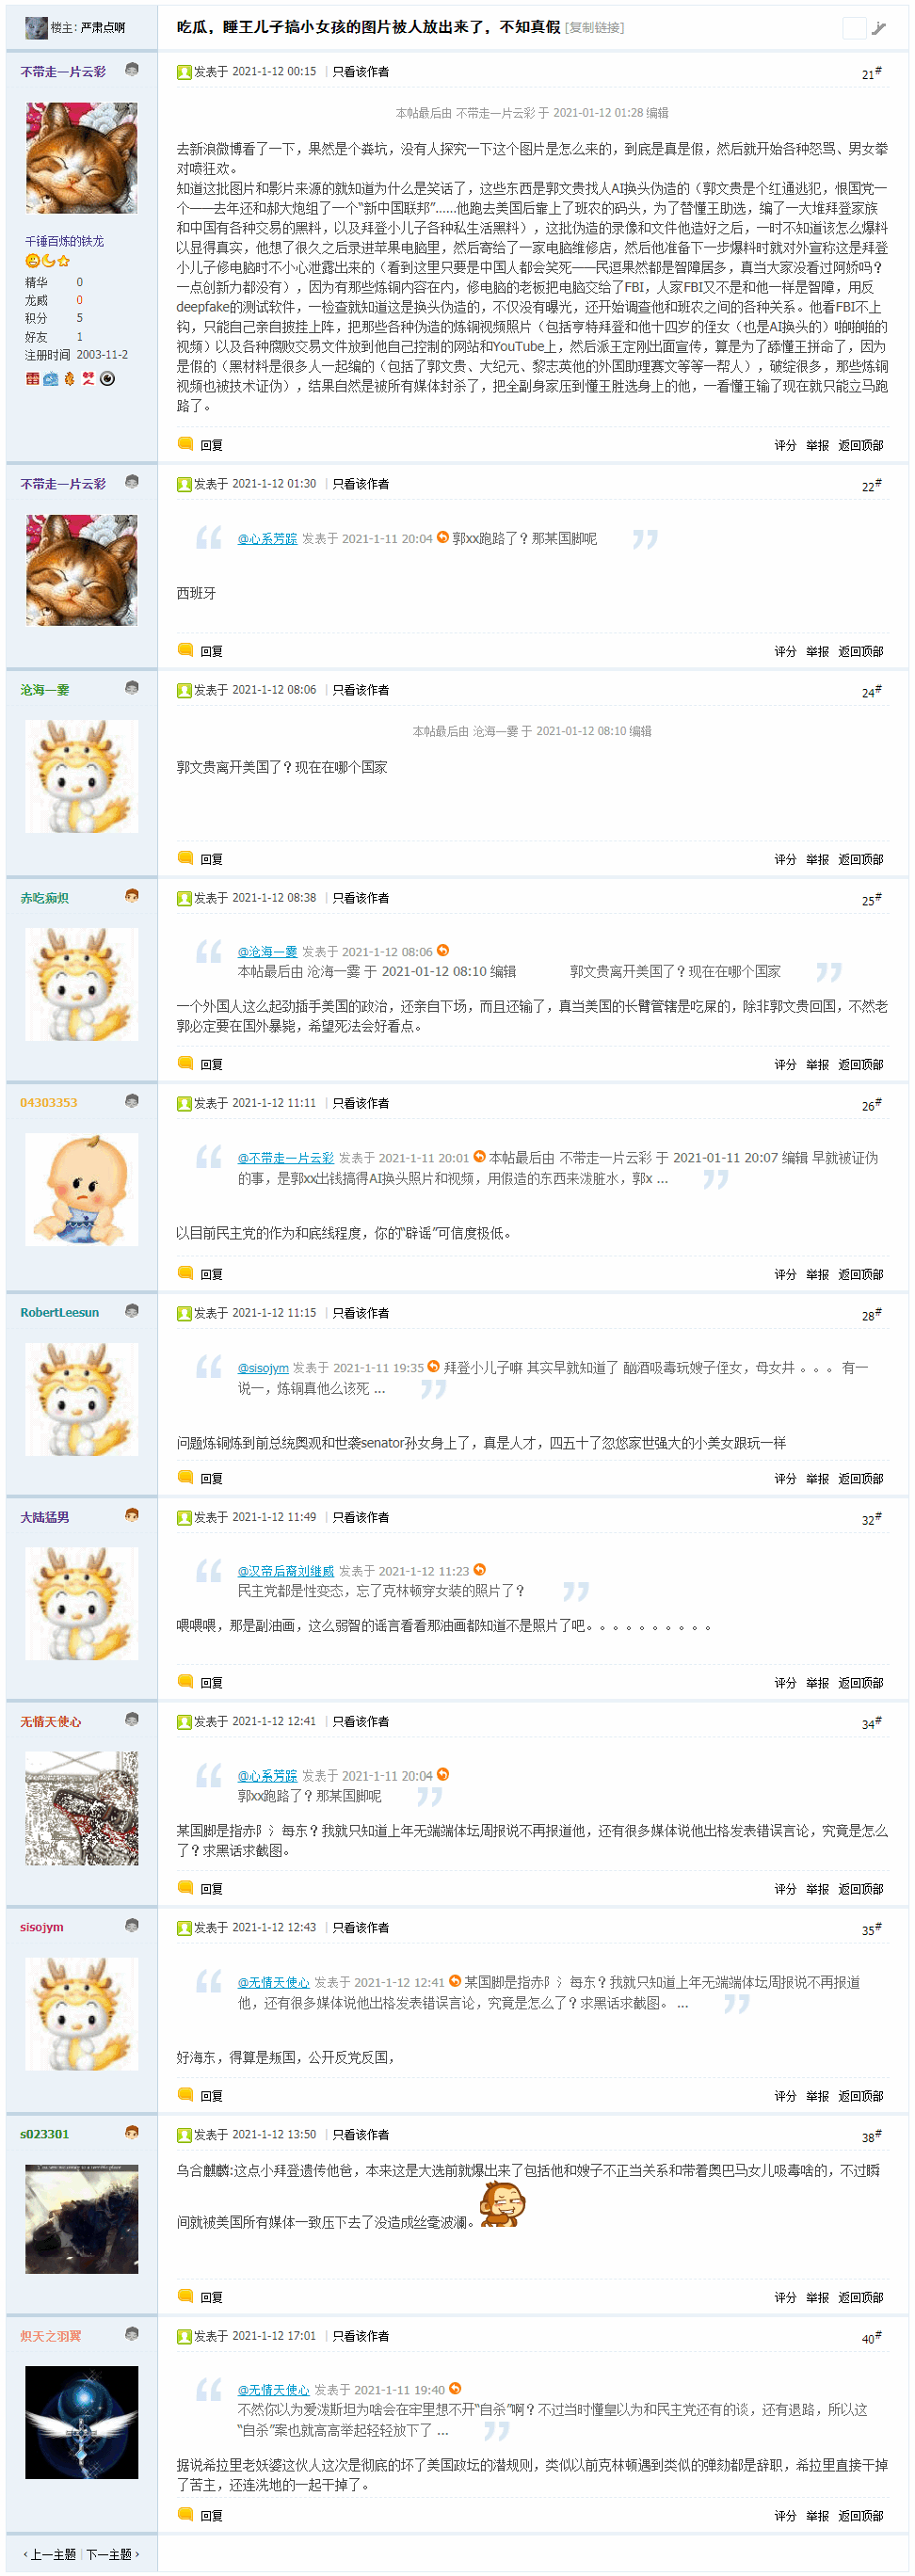 楼主: 严肃点啊
吃瓜，睡王儿子搞小女孩的图片被人放出来了，不知真假 [复制链接]
不带走一片云彩
发表于 2021-1-12 00:15 | 只看该作者
21#
本帖最后由 不带走一片云彩 于 2021-01-12 01:28 编辑
去新浪微博看了一下，果然是个粪坑，没有人探究一下这个图片是怎么来的，到底是真是假，然后就开始各种怒骂、男女拳
对喷狂欢。
知道这批图片和影片来源的就知道为什么是笑话了，这些东西是郭文贵找人AI换头伪造的（郭文贵是个红通逃犯，恨国党一
个——去年还和郝大炮组了一个“新中国联邦”……他跑去美国后靠上了班农的码头，为了替懂王助选，编了一大堆拜登家族
和中国有各种交易的黑料，以及拜登小儿子各种私生活黑料），这批伪造的录像和文件他造好之后，一时不知道该怎么爆料
以显得真实，他想了很久之后录进苹果电脑里，然后寄给了一家电脑维修店，然后他准备下一步爆料时就对外宣称这是拜登
小儿子修电脑时不小心泄露出来的（看到这里只要是中国人都会笑死——民逗果然都是智障居多，真当大家没看过阿娇吗？
一点创新力都没有），因为有那些炼铜内容在内，修电脑的老板把电脑交给了FBI，人家FBI又不是和他一样是智障，用反
deepfake的测试软件，一检查就知道这是换头伪造的，不仅没有曝光，还开始调查他和班农之间的各种关系。他看FBI不上
钩，只能自己亲自披挂上阵，把那些各种伪造的炼铜视频照片（包括亨特拜登和他十四岁的侄女（也是AI换头的）啪啪啪的
视频）以及各种腐败交易文件放到他自己控制的网站和YouTube上，然后派王定刚出面宣传，算是为了舔懂王拼命了，因为
是假的（黑材料是很多人一起编的（包括了郭文贵、大纪元、黎志英他的外国助理赛文等等一帮人），破绽很多，那些炼铜
视频也被技术证伪），结果自然是被所有媒体封杀了，把全副身家压到懂王胜选身上的他，一看懂王输了现在就只能立马跑
路了。
千锤百炼的铁龙
精华 0
龙威 0
积分 5
好友 1
注册时间 2003-11-2
回复
评分 举报 返回顶部
不带走一片云彩
发表于 2021-1-12 01:30 | 只看该作者
22#
@心系芳踪 发表于 2021-1-11 20:04 郭xx跑路了？那某国脚呢
西班牙
回复
评分 举报 返回顶部
沧海一霎
发表于 2021-1-12 08:06 | 只看该作者
24#
本帖最后由 沧海一霎 于 2021-01-12 08:10 编辑
郭文贵离开美国了？现在在哪个国家
回复
评分 举报 返回顶部
赤吃痴炽
发表于 2021-1-12 08:38 | 只看该作者
25#
@沧海一霎 发表于 2021-1-12 08:06
本帖最后由 沧海一霎 于 2021-01-12 08:10 编辑 郭文贵离开美国了？现在在哪个国家
一个外国人这么起劲插手美国的政治，还亲自下场，而且还输了，真当美国的长臂管辖是吃屎的，除非郭文贵回国，不然老
郭必定要在国外暴毙，希望死法会好看点。
回复
评分 举报 返回顶部
04303353
发表于 2021-1-12 11:11 | 只看该作者
26#
@不带走一片云彩 发表于 2021-1-11 20:01 本帖最后由 不带走一片云彩 于 2021-01-11 20:07 编辑 早就被证伪
的事，是郭xx出钱搞得AI换头照片和视频，用假造的东西来泼脏水，郭x ...
以目前民主党的作为和底线程度，你的“辟谣”可信度极低。
回复
评分 举报 返回顶部
RobertLeesun
发表于 2021-1-12 11:15 | 只看该作者
28#
@sisojym 发表于 2021-1-11 19:35 拜登小儿子嘛 其实早就知道了 酗酒吸毒玩嫂子侄女，母女井 。。。 有一
说一，炼铜真他么该死 ...
问题炼铜炼到前总统奥观和世袭senator孙女身上了，真是人才，四五十了忽悠家世强大的小美女跟玩一样
回复
评分 举报 返回顶部
大陆猛男
发表于 2021-1-12 11:49 | 只看该作者
32#
@汉帝后裔刘继威 发表于 2021-1-12 11:23
民主党都是性变态，忘了克林顿穿女装的照片了？
喂喂喂，那是副油画，这么弱智的谣言看看那油画都知道不是照片了吧。。。。。。。。。。
回复
评分 举报 返回顶部
无情天使心
发表于 2021-1-12 12:41 | 只看该作者
34#
@心系芳踪 发表于 2021-1-11 20:04
郭xx跑路了？那某国脚呢
某国脚是指赤阝氵每东？我就只知道上年无端端体坛周报说不再报道他，还有很多媒体说他出格发表错误言论，究竟是怎么
了？求黑话求截图。
回复
评分 举报 返回顶部
sisojym
发表于 2021-1-12 12:43 | 只看该作者
35#
@无情天使心 发表于 2021-1-12 12:41 某国脚是指赤阝氵每东？我就只知道上年无端端体坛周报说不再报道
他，还有很多媒体说他出格发表错误言论，究竟是怎么了？求黑话求截图。 ...
好海东，得算是叛国，公开反党反国，
回复
评分 举报 返回顶部
s023301
发表于 2021-1-12 13:50 | 只看该作者
38#
乌合麒麟:这点小拜登遗传他爸，本来这是大选前就爆出来了包括他和嫂子不正当关系和带着奥巴马女儿吸毒啥的，不过瞬
间就被美国所有媒体一致压下去了没造成丝毫波澜。
回复
评分 举报 返回顶部
炽天之羽翼
发表于 2021-1-12 17:01 | 只看该作者
40#
@无情天使心 发表于 2021-1-11 19:40
不然你以为爱泼斯坦为啥会在牢里想不开“自杀”啊？不过当时懂皇以为和民主党还有的谈，还有退路，所以这
“自杀”案也就高高举起轻轻放下了 ...
据说希拉里老妖婆这伙人这次是彻底的坏了美国政坛的潜规则，类似以前克林顿遇到类似的弹劾都是辞职，希拉里直接干掉
了苦主，还连洗地的一起干掉了。
回复
评分 举报 返回顶部
‹ 上一主题 | 下一主题 ›